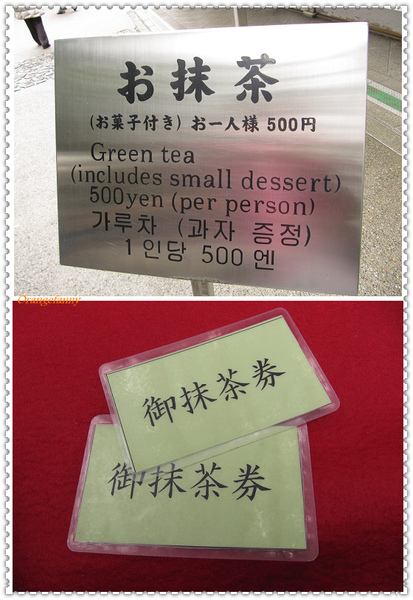 お抹茶
(お菓子付き) お一人様 500円
Green tea
(includes small dessert)
500yen (per person)
가루차 (과자 증정)
1 인당 500 엔
Orangefunny
御抹茶券
御抹茶券